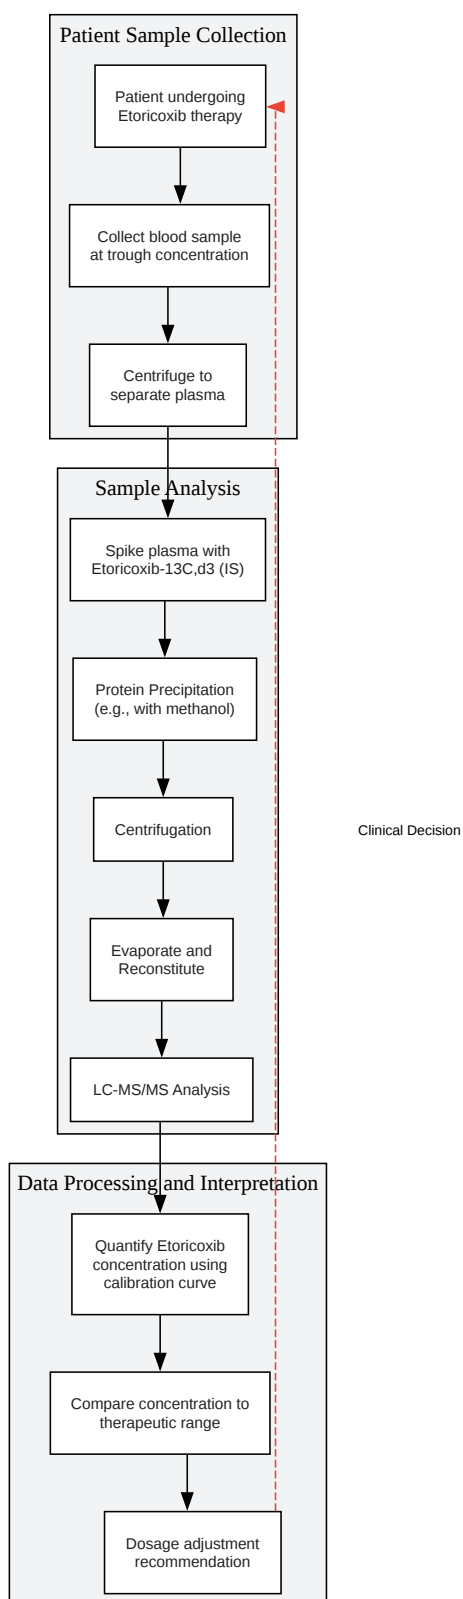 Patient Sample Collection
Patient undergoing
Etoricoxib therapy
Collect blood sample
at trough concentration
Centrifuge to
separate plasma
Sample Analysis
Spike plasma with
Etoricoxib-13C,d3 (IS)
Protein Precipitation
(e.g., with methanol)
Centrifugation
Clinical Decision
Evaporate and
Reconstitute
LC-MS/MS Analysis
Data Processing and Interpretation
Quantify Etoricoxib
concentration using
calibration curve
Compare concentration to
therapeutic range
Dosage adjustment
recommendation